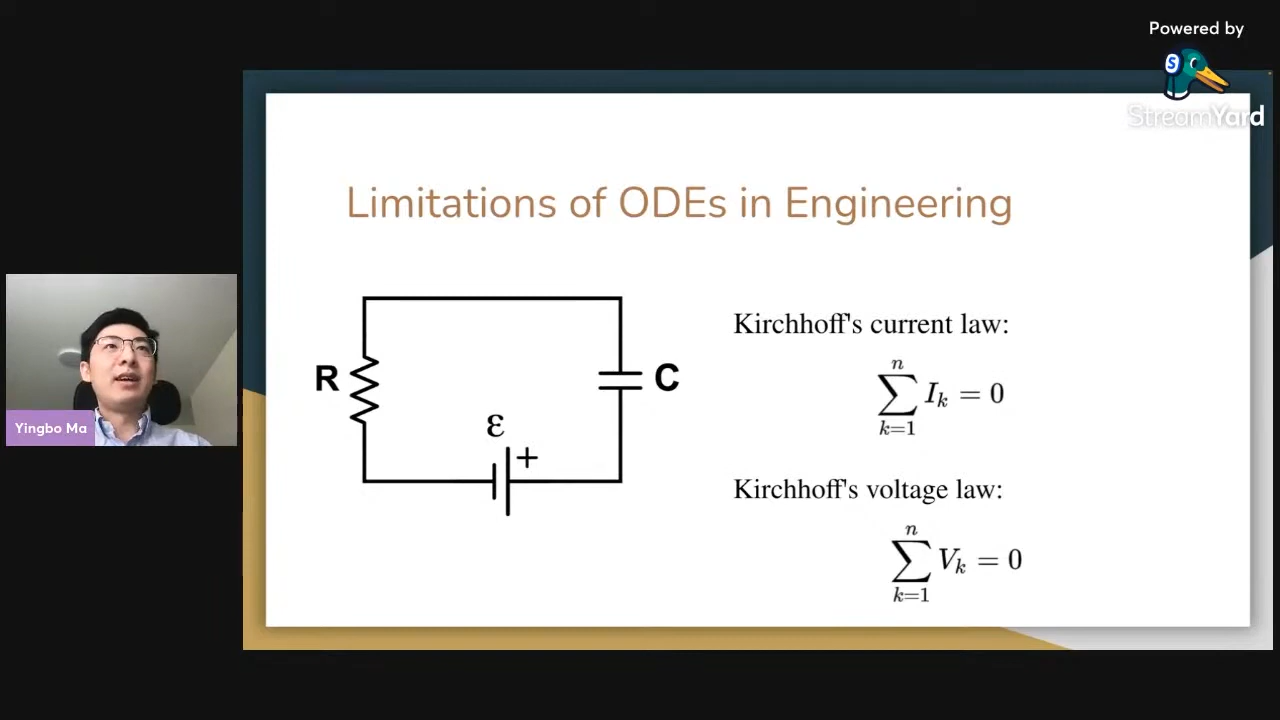 Powered by
S
StreamYard
Limitations of ODEs in Engineering
R
C
ε
+
Kirchhoff's current law:
n
∑ I_k = 0
k=1
Kirchhoff's voltage law:
n
∑ V_k = 0
k=1
Yingbo Ma